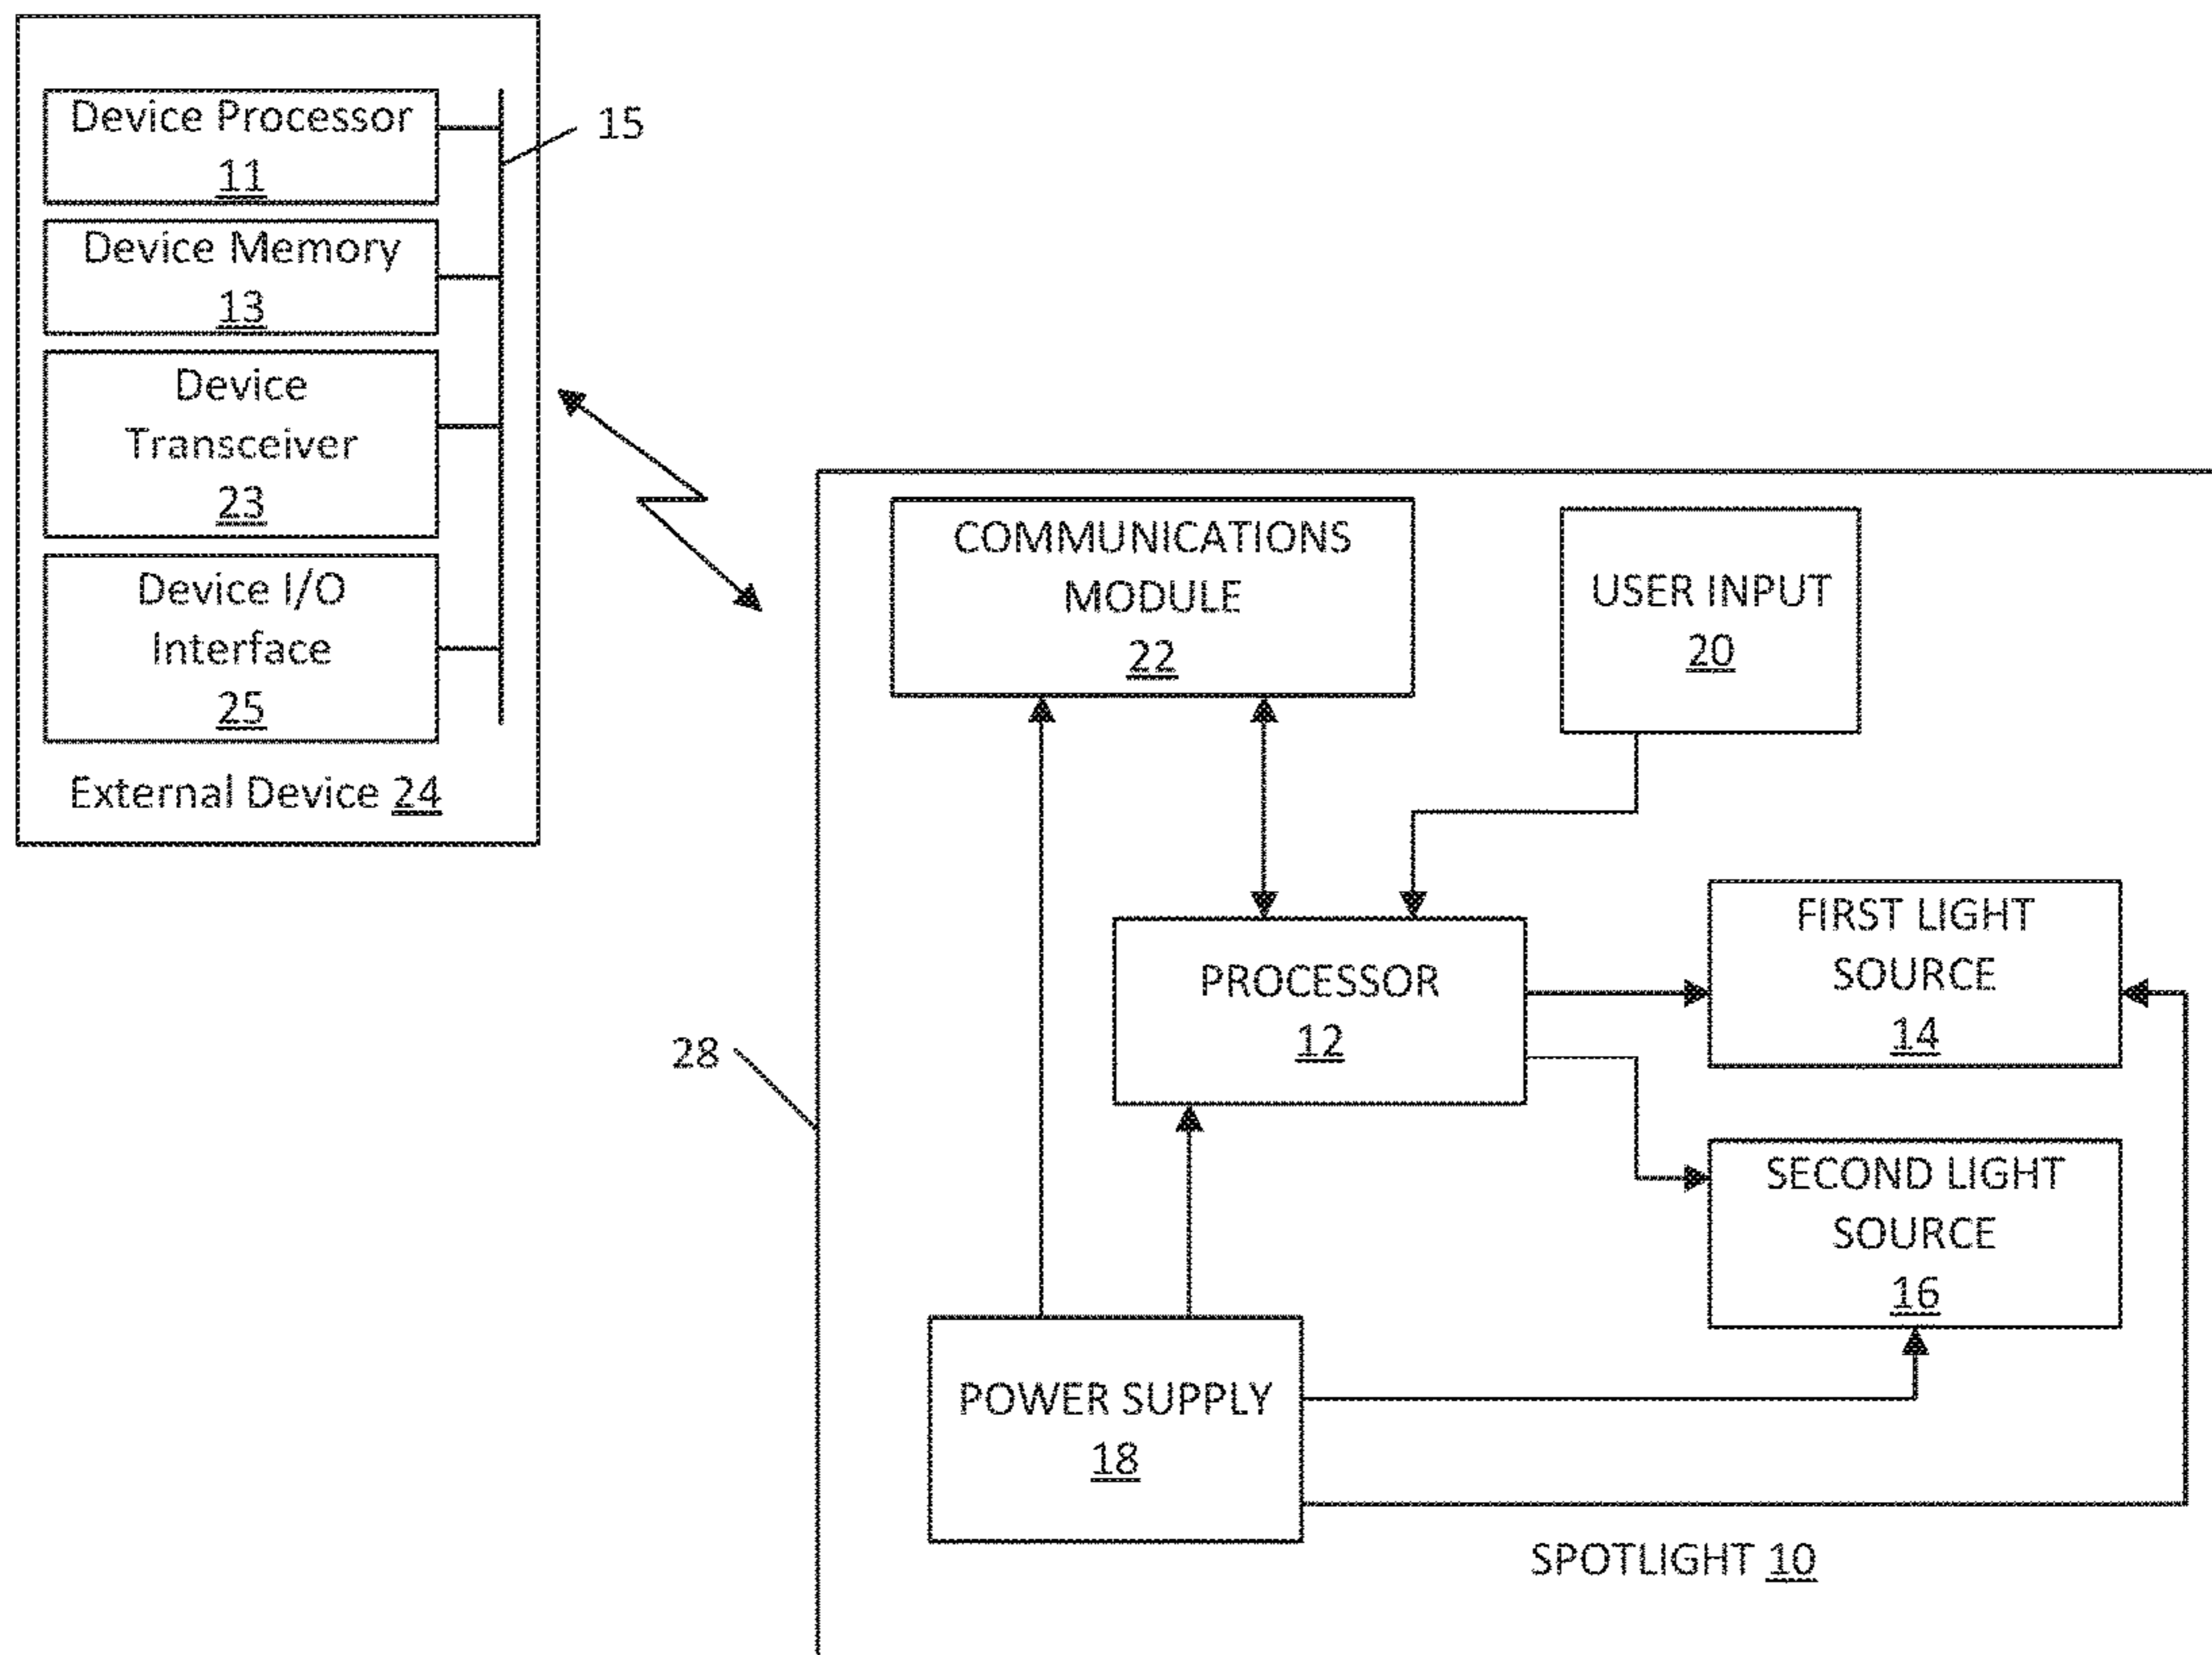 Device Processor
11
15
Device Memory
13
Device
Transceiver
23
Device I/O
Interface
25
External Device 24
COMMUNICATIONS
MODULE
22
USER INPUT
20
PROCESSOR
12
FIRST LIGHT
SOURCE
14
28
SECOND LIGHT
SOURCE
16
POWER SUPPLY
18
SPOTLIGHT 10